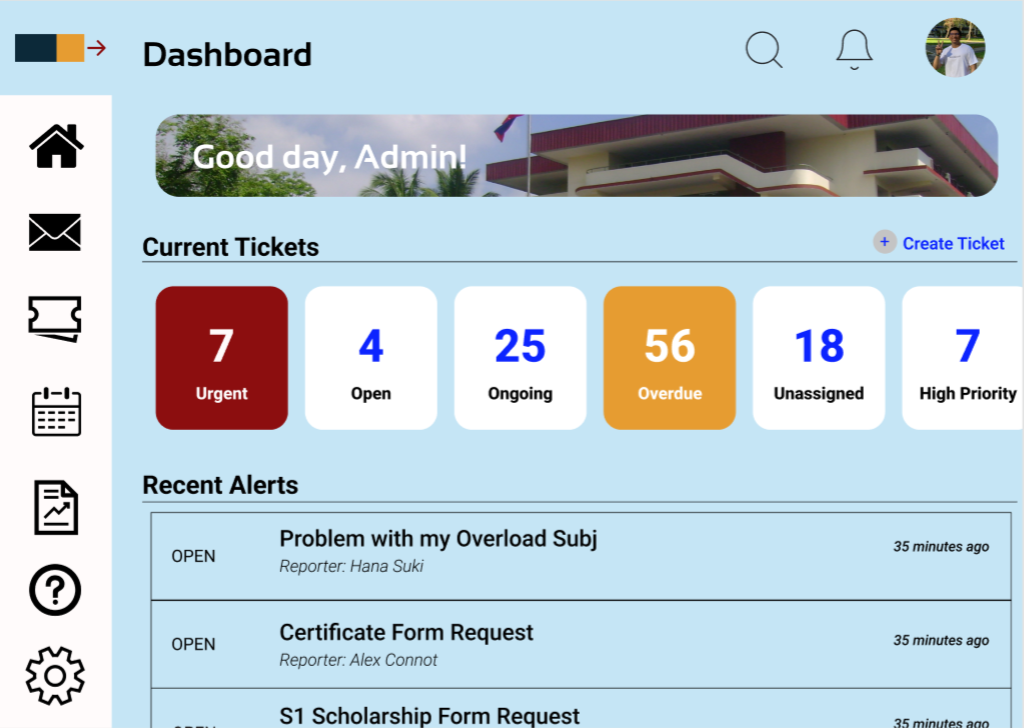 Dashboard
Good day, Admin!
Current Tickets
+ Create Ticket
7
Urgent
4
Open
25
Ongoing
56
Overdue
18
Unassigned
7
High Priority
Recent Alerts
OPEN
Problem with my Overload Subj
Reporter: Hana Suki
35 minutes ago
OPEN
Certificate Form Request
Reporter: Alex Connot
35 minutes ago
OPEN
S1 Scholarship Form Request
35 minutes ago